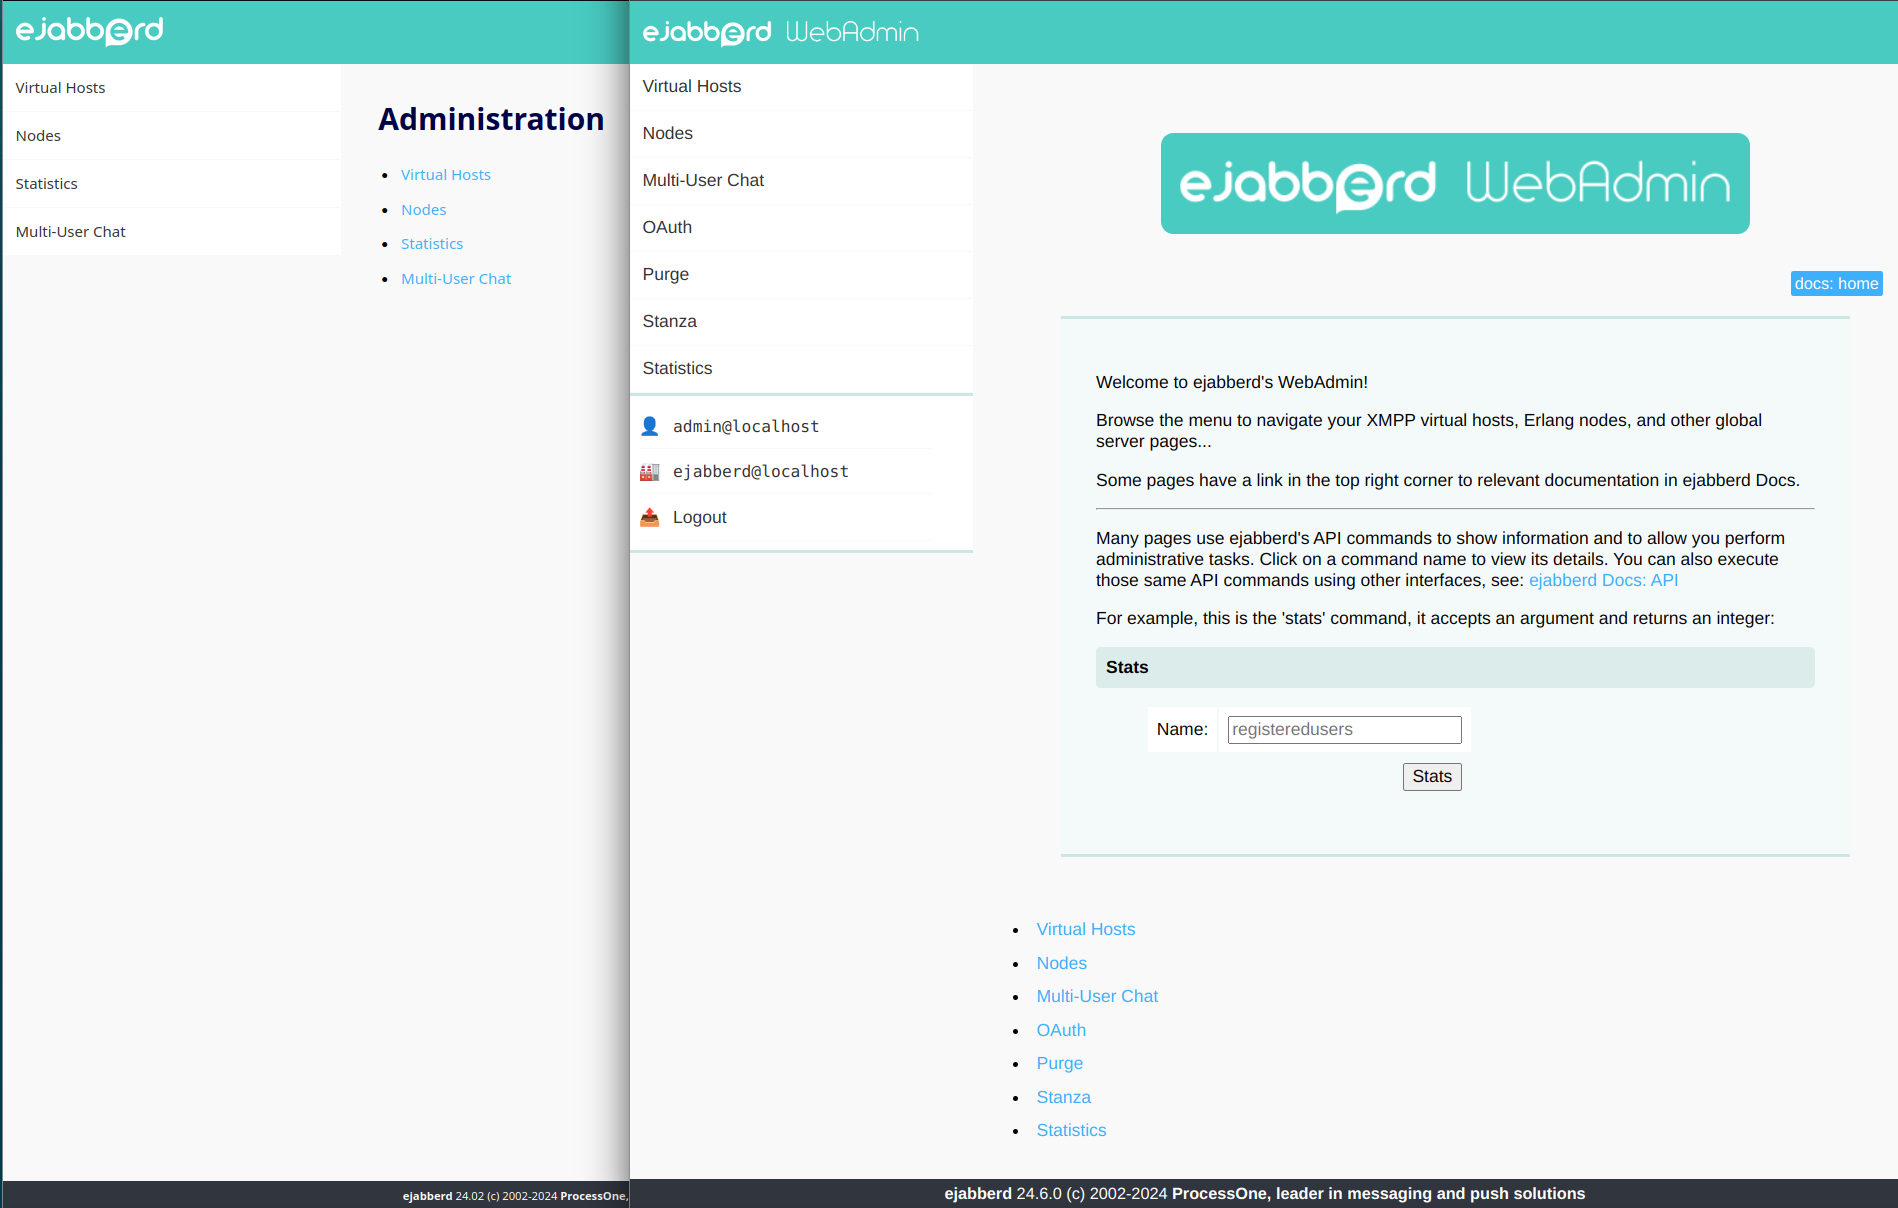 ejabberd
Virtual Hosts
Nodes
Statistics
Multi-User Chat
Administration
Virtual Hosts
Nodes
Statistics
Multi-User Chat
ejabberd 24.02 (c) 2002-2024 ProcessOne,
ejabberd WebAdmin
Virtual Hosts
Nodes
Multi-User Chat
OAuth
Purge
Stanza
Statistics
admin@localhost
ejabberd@localhost
Logout
ejabberd WebAdmin
docs: home
Welcome to ejabberd's WebAdmin!
Browse the menu to navigate your XMPP virtual hosts, Erlang nodes, and other global
server pages...
Some pages have a link in the top right corner to relevant documentation in ejabberd Docs.
Many pages use ejabberd's API commands to show information and to allow you perform
administrative tasks. Click on a command name to view its details. You can also execute
those same API commands using other interfaces, see: ejabberd Docs: API
For example, this is the 'stats' command, it accepts an argument and returns an integer:
Stats
Name: registeredusers
Stats
Virtual Hosts
Nodes
Multi-User Chat
OAuth
Purge
Stanza
Statistics
ejabberd 24.6.0 (c) 2002-2024 ProcessOne, leader in messaging and push solutions